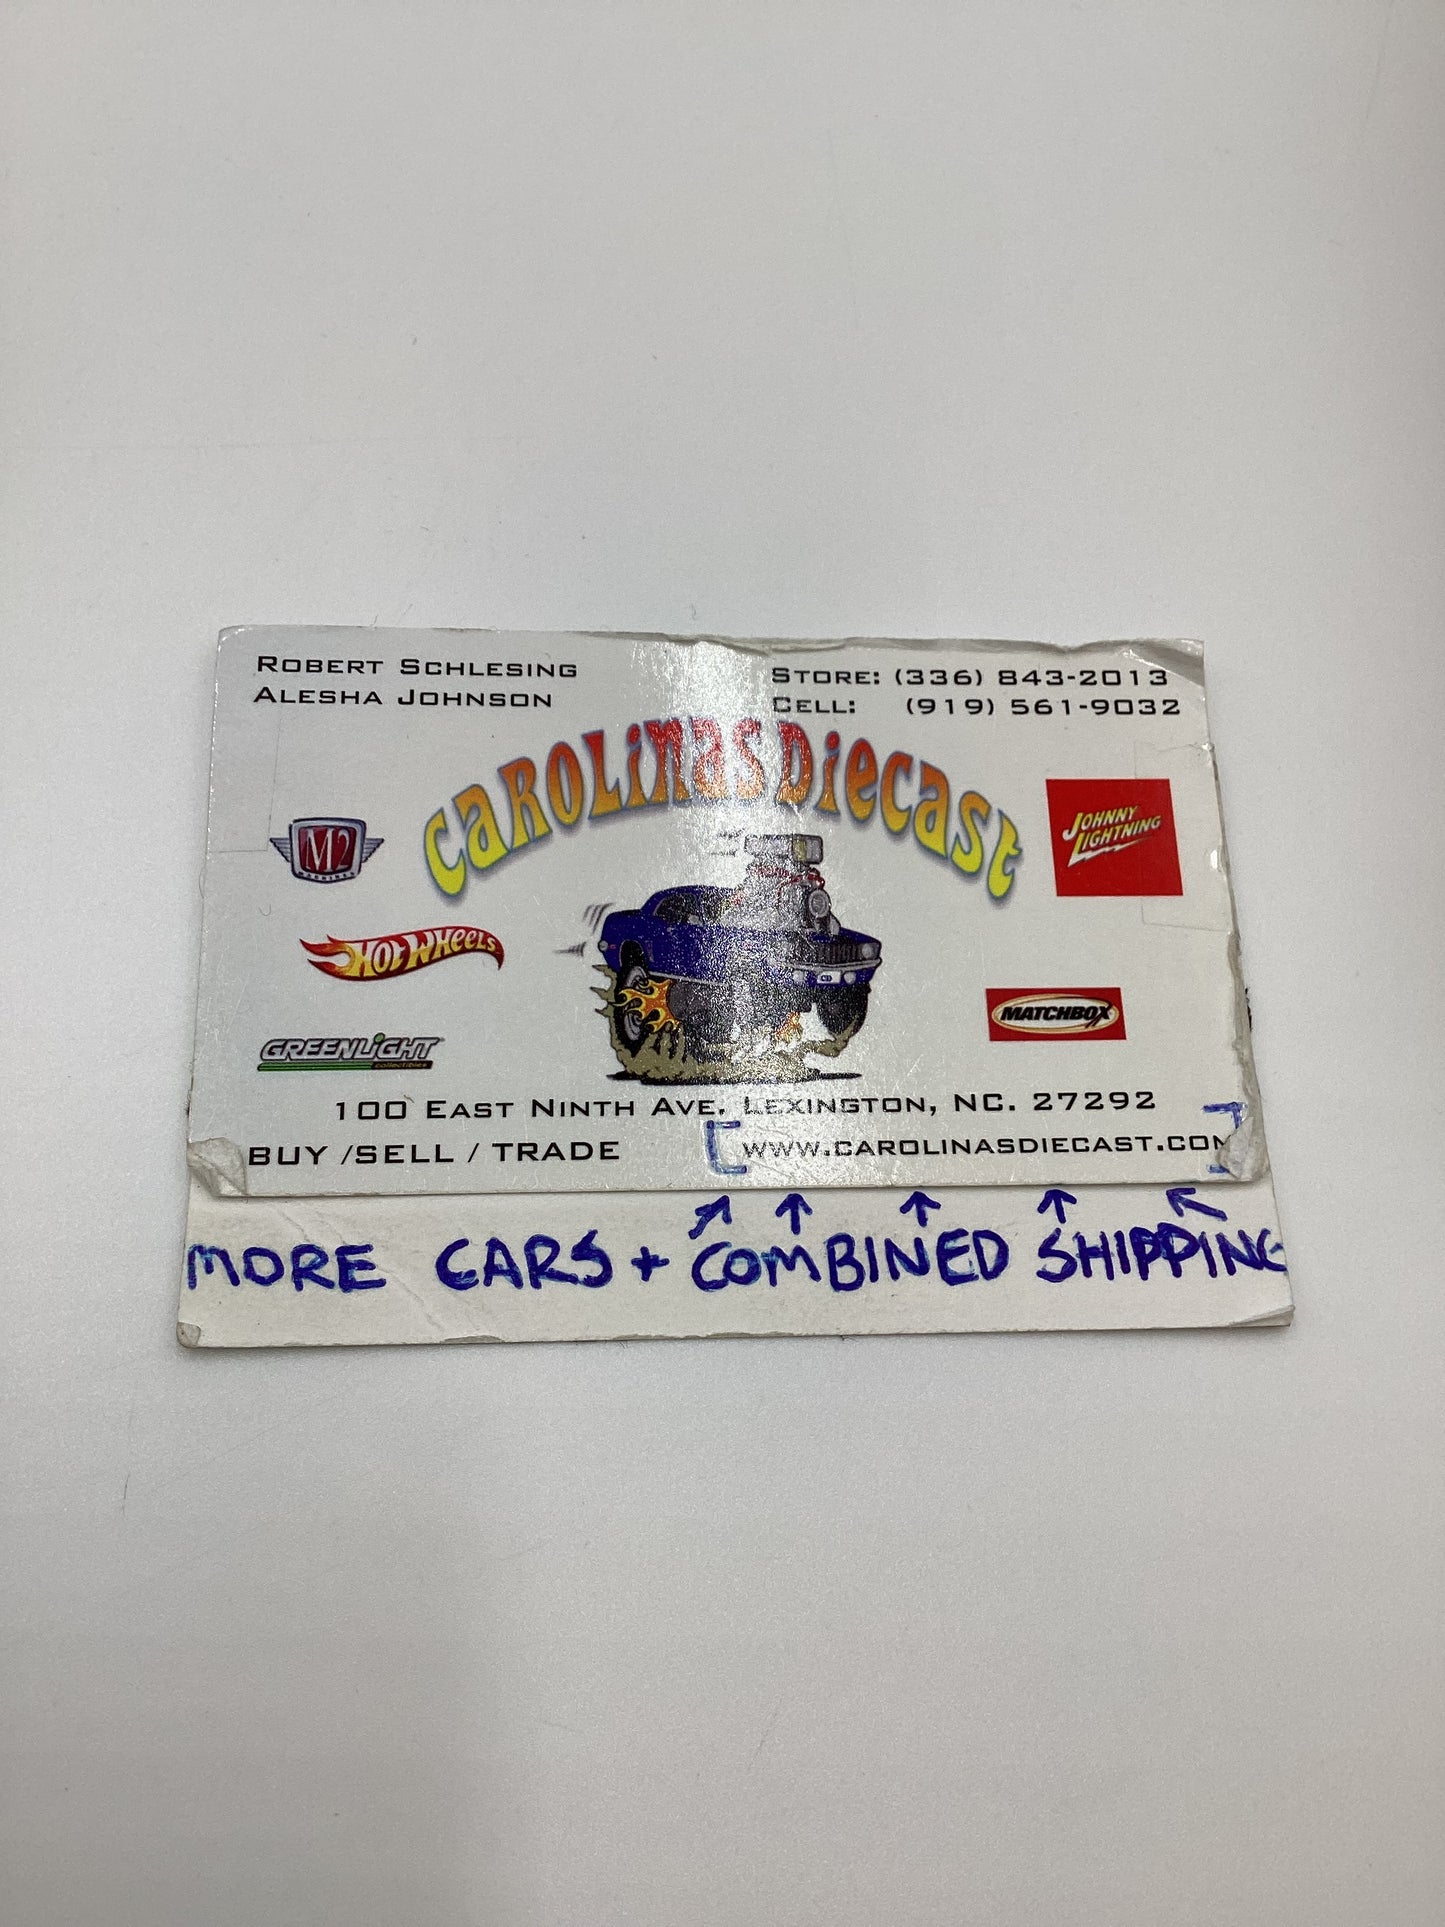 ROBERT SCHLESING
ALESHA JOHNSON
STORE: (336) 843-2013
CELL: (919) 561-9032
CAROLINAS DIECAST
M2
MACHINES
JOHNNY LIGHTNING
HOT WHEELS
MATCHBOX
GREENLIGHT
collectibles
100 EAST NINTH AVE. LEXINGTON, NC. 27292
BUY /SELL / TRADE
[WWW.CAROLINASDIECAST.COM]
MORE CARS + COMBINED SHIPPING